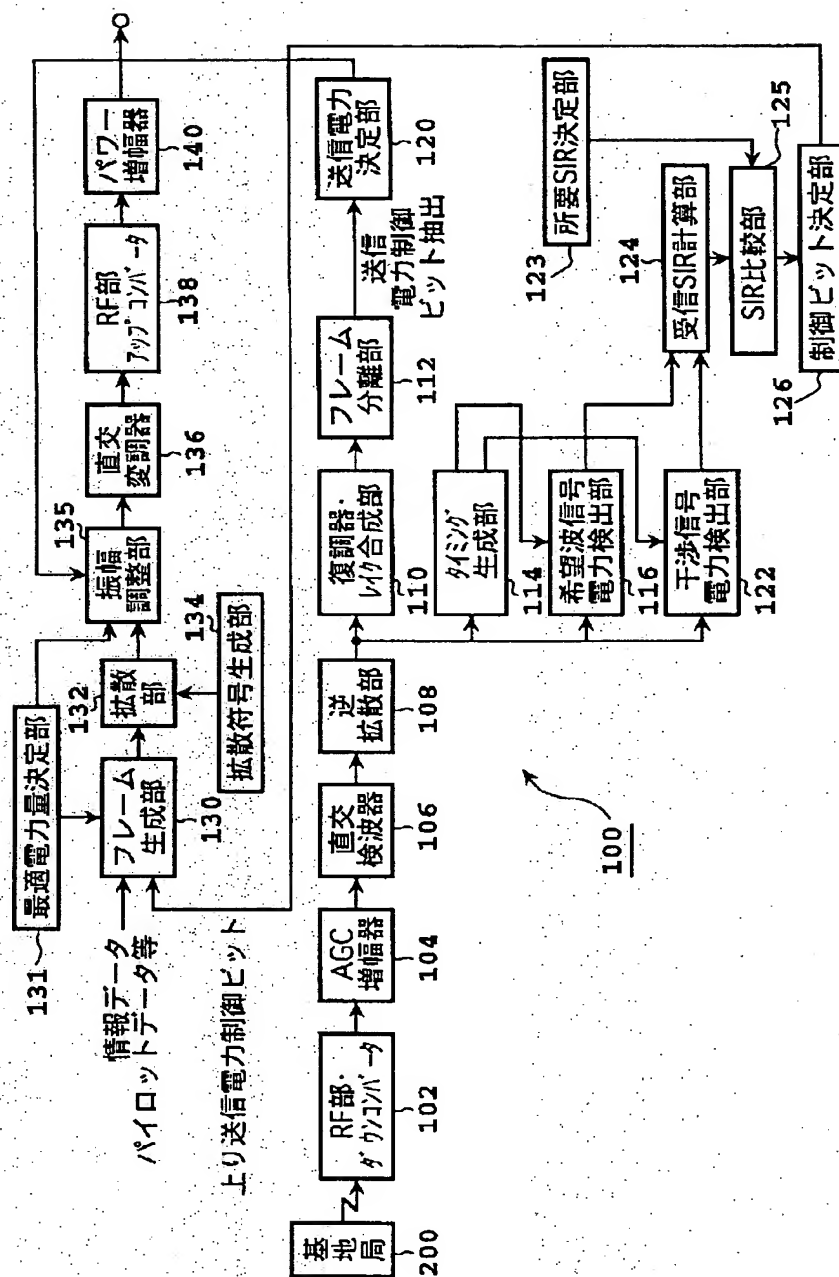 最適電力量決定部
131
情報データ
パイロットデータ等
上り送信電力制御ビット
フレーム
生成部
130
132
拡散
部
拡散符号生成部
134
振幅
調整部
135
直交
変調器
136
RF部
アップコンバータ
138
パワー
増幅器
140
基
地
局
200
RF部・
ダウンコンバータ
102
AGC
増幅器
104
直交
検波器
106
逆
拡散部
108
復調器・
レイク合成部
110
フレーム
分離部
112
送信
電力制御
ビット抽出
送信電力
決定部
120
タイミング
生成部
114
希望波信号
電力検出部
116
干渉信号
電力検出部
122
所要SIR決定部
123
受信SIR計算部
124
SIR比較部
125
制御ビット決定部
126
100